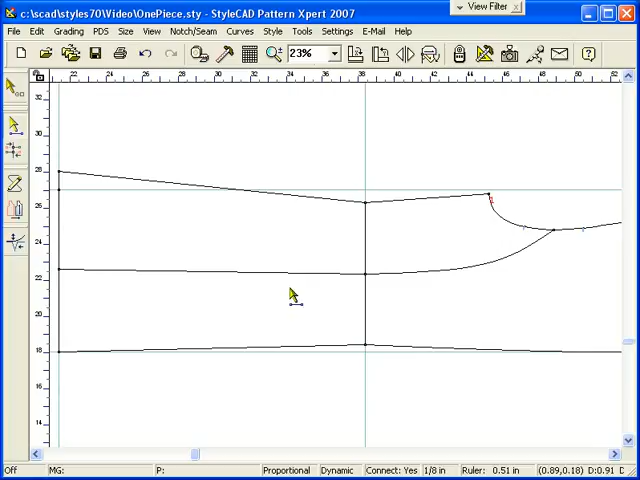 View Filter x
c:\scad\styles70\Video\OnePiece.sty - StyleCAD Pattern Xpert 2007
File Edit Grading PDS Size View Notch/Seam Curves Style Tools Settings E-Mail Help
23%
22 24 26 28 30 32 34 36 38 40 42 44 46 48 50 52
32
30
28
26
24
22
20
18
16
14
1
Off MG: P: Proportional Dynamic Connect: Yes 1/8 in Ruler: 0.51 in (0.89,0.18) D:0.91 D